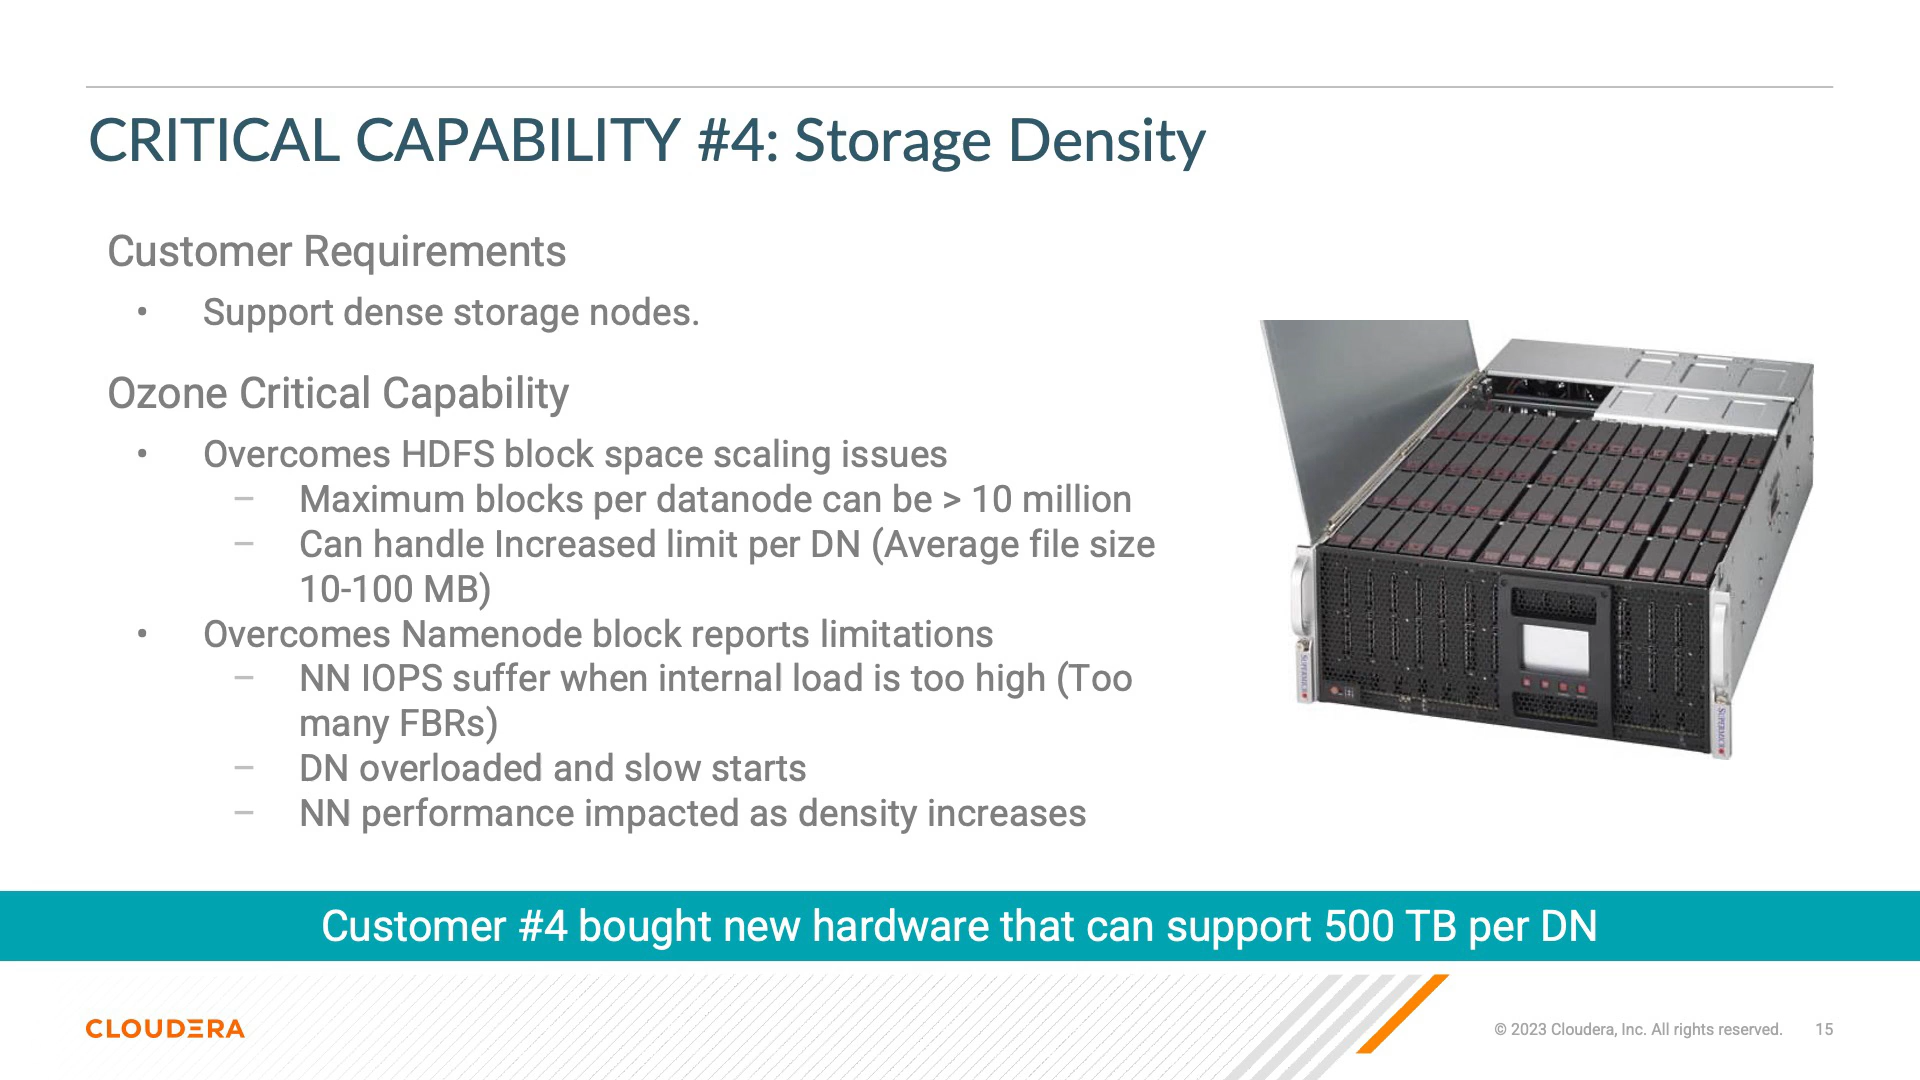 CRITICAL CAPABILITY #4: Storage Density
Customer Requirements
• Support dense storage nodes.
Ozone Critical Capability
• Overcomes HDFS block space scaling issues
– Maximum blocks per datanode can be > 10 million
– Can handle Increased limit per DN (Average file size
10-100 MB)
• Overcomes Namenode block reports limitations
– NN IOPS suffer when internal load is too high (Too
many FBRs)
– DN overloaded and slow starts
– NN performance impacted as density increases
SUPERMICRO
SUPERMICRO
Customer #4 bought new hardware that can support 500 TB per DN
CLOUDERA
© 2023 Cloudera, Inc. All rights reserved. 15